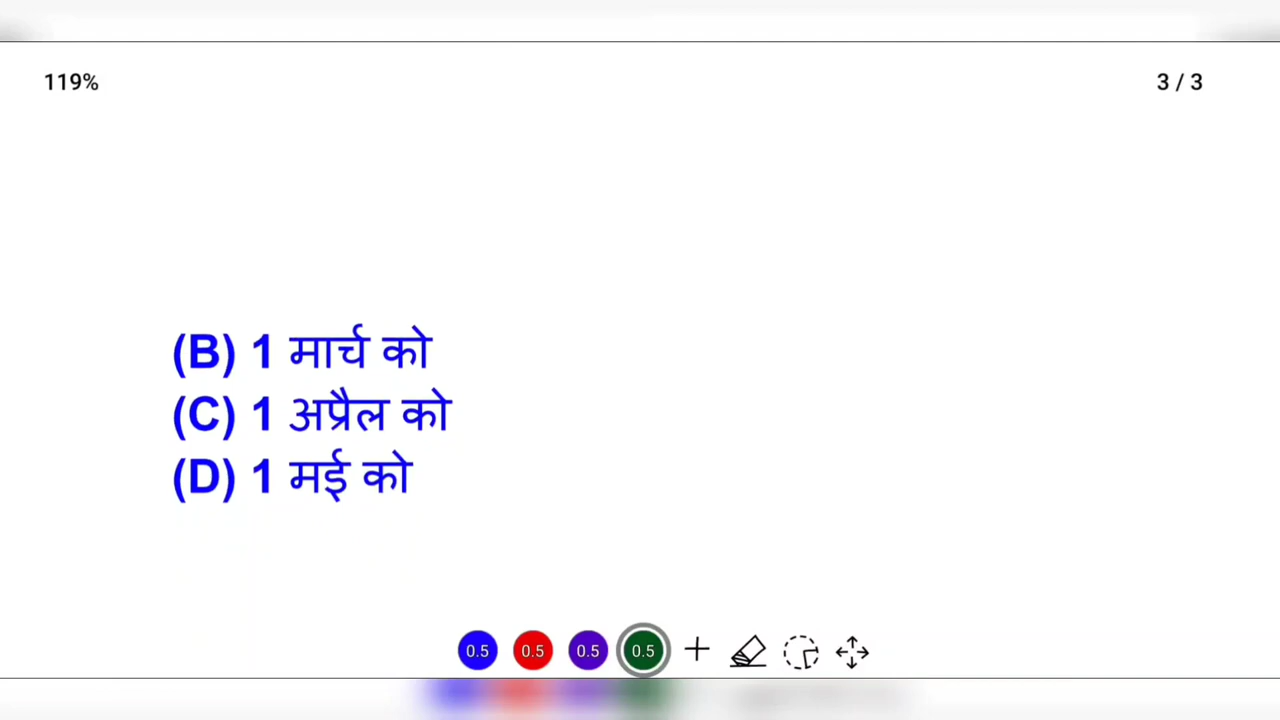 119%
3 / 3
(B) 1 मार्च को
(C) 1 अप्रैल को
(D) 1 मई को
0.5 0.5 0.5 0.5